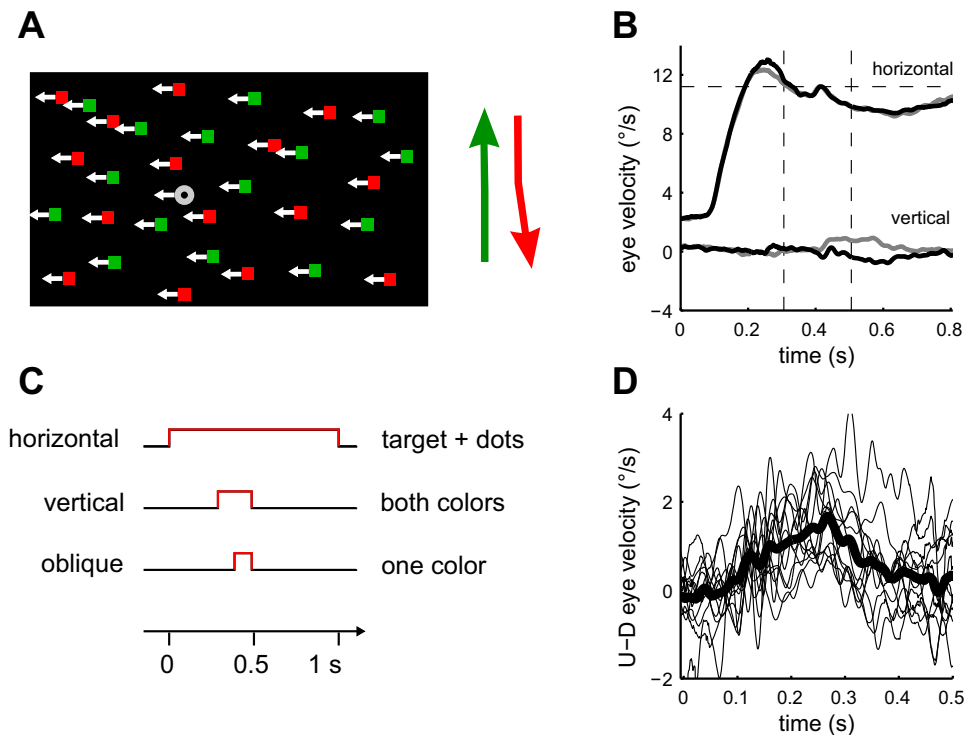 A
B
eye velocity (°/s)
12
8
4
0
−4
horizontal
vertical
0
0.2
0.4
0.6
0.8
time (s)
C
horizontal
target + dots
vertical
both colors
oblique
one color
0
0.5
1 s
D
U−D eye velocity (°/s)
4
2
0
−2
0
0.1
0.2
0.3
0.4
0.5
time (s)